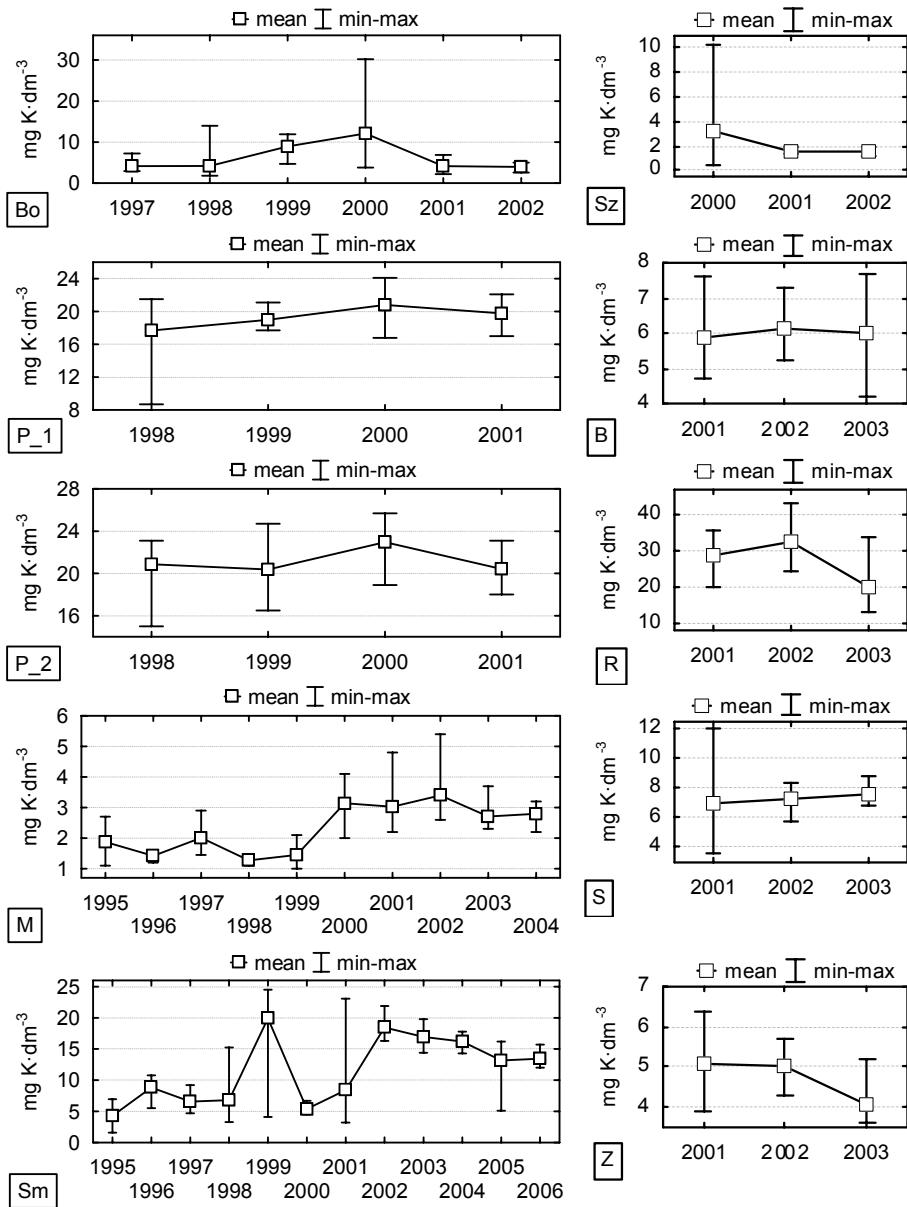 mean min-max
mg K·dm⁻³
30
20
10
0
1997 1998 1999 2000 2001 2002
Bo
mean min-max
mg K·dm⁻³
10
8
6
4
2
0
2000 2001 2002
Sz
mean min-max
mg K·dm⁻³
24
20
16
12
8
1998 1999 2000 2001
P_1
mean min-max
mg K·dm⁻³
8
7
6
5
4
2001 2002 2003
B
mean min-max
mg K·dm⁻³
28
24
20
16
1998 1999 2000 2001
P_2
mean min-max
mg K·dm⁻³
40
30
20
10
2001 2002 2003
R
mean min-max
mg K·dm⁻³
6
5
4
3
2
1
1995 1997 1999 2001 2003
1996 1998 2000 2002 2004
M
mean min-max
mg K·dm⁻³
12
10
8
6
4
2001 2002 2003
S
mean min-max
mg K·dm⁻³
25
20
15
10
5
0
1995 1997 1999 2001 2003 2005
1996 1998 2000 2002 2004 2006
Sm
mean min-max
mg K·dm⁻³
7
6
5
4
2001 2002 2003
Z